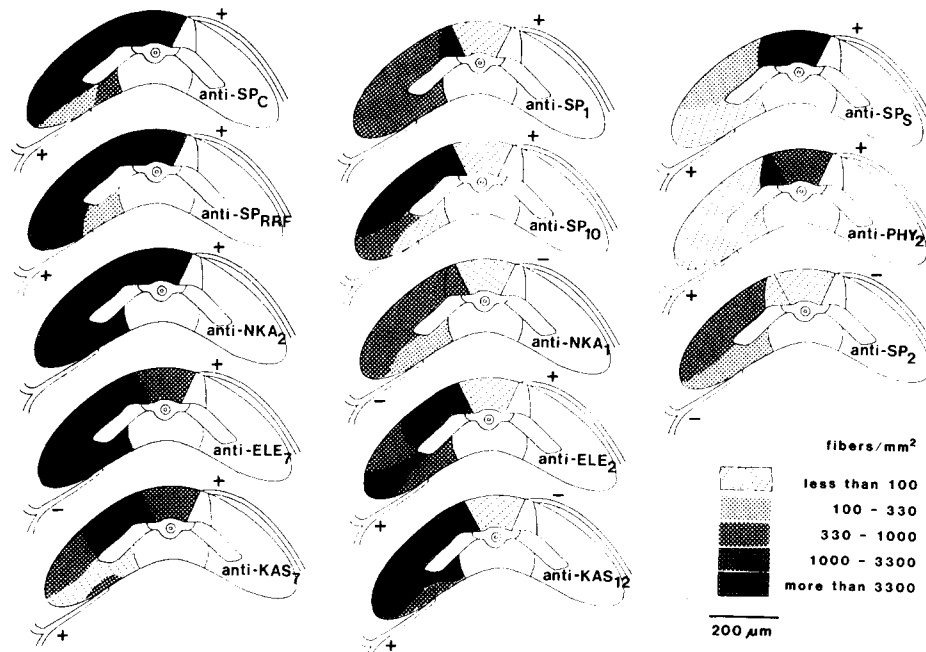 +
+
+
anti-SPC
anti-SP1
anti-SPS
+
+
+
+
+
anti-SPRRF
anti-SP10
anti-PHY2
+
+
−
+
−
anti-NKA2
anti-NKA1
anti-SP2
+
−
+
−
anti-ELE7
anti-ELE2
fibers/mm²
less than 100
−
+
+
−
100 - 330
330 - 1000
anti-KAS7
anti-KAS12
1000 - 3300
more than 3300
+
+
200 µm